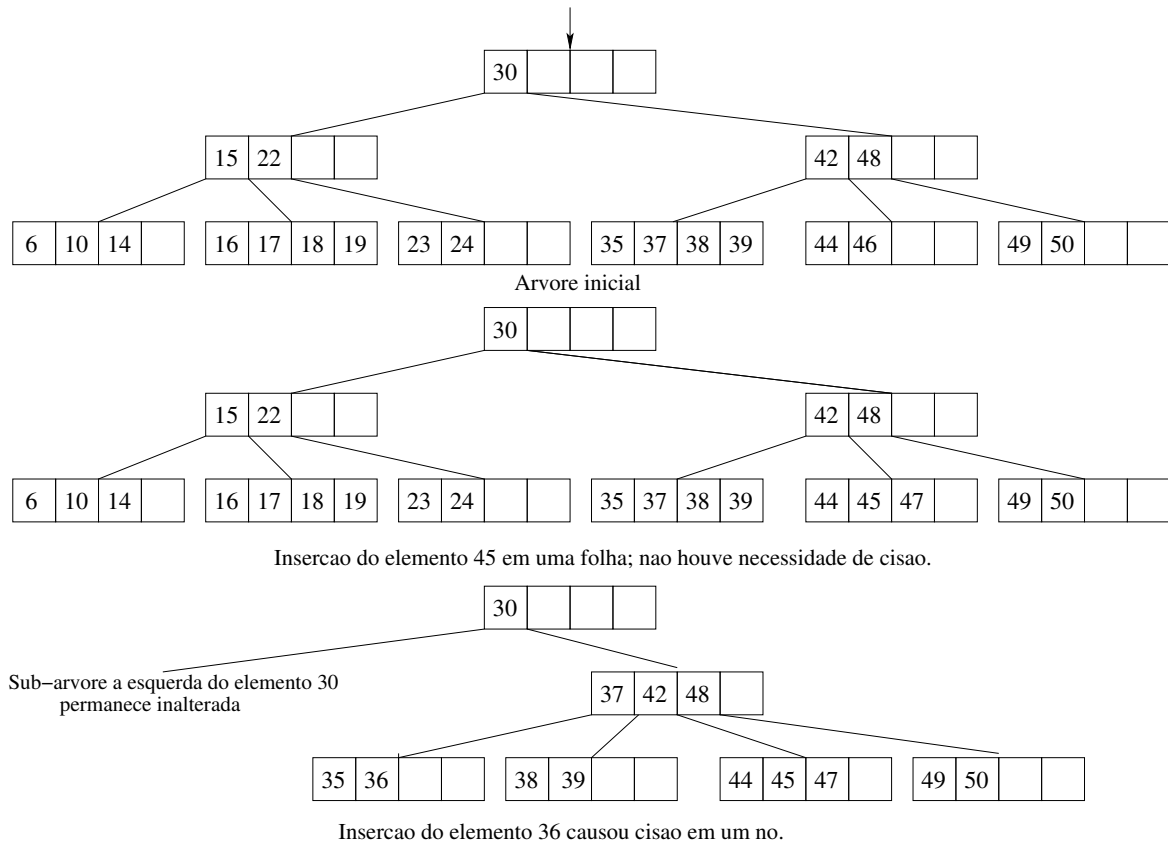 30
15 22 42 48
6 10 14 16 17 18 19 23 24 35 37 38 39 44 46 49 50
Arvore inicial
30
15 22 42 48
6 10 14 16 17 18 19 23 24 35 37 38 39 44 45 47 49 50
Insercao do elemento 45 em uma folha; nao houve necessidade de cisao.
30
Sub−arvore a esquerda do elemento 30
permanece inalterada
37 42 48
35 36 38 39 44 45 47 49 50
Insercao do elemento 36 causou cisao em um no.